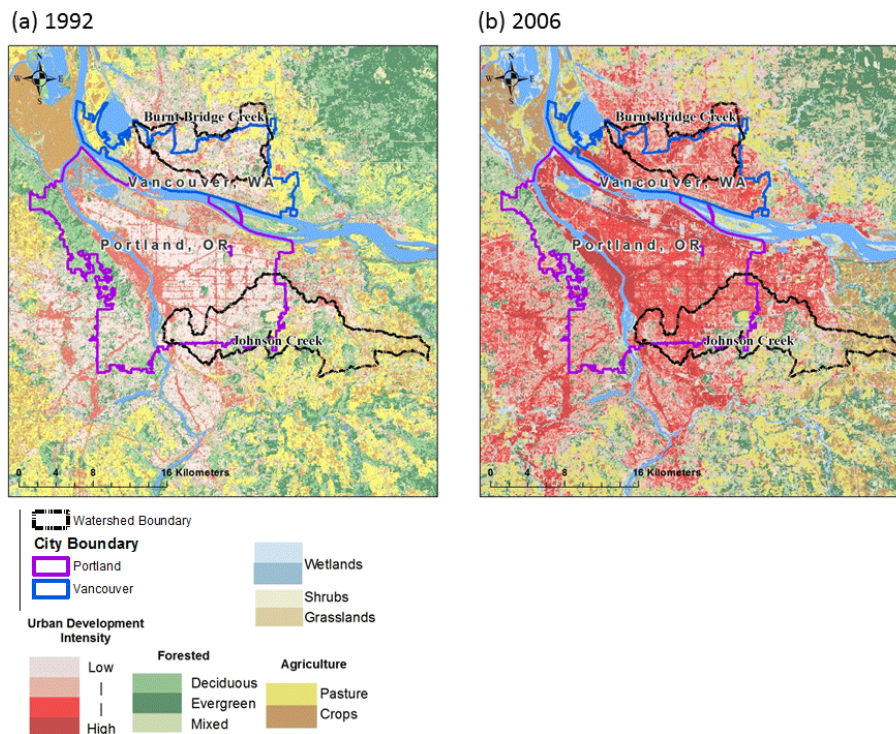 (a) 1992
(b) 2006
N
W E
S
Burnt Bridge Creek
Vancouver, WA
Portland, OR
Johnson Creek
0 4 8 16 Kilometers
N
W E
S
Burnt Bridge Creek
Vancouver, WA
Portland, OR
Johnson Creek
0 4 8 16 Kilometers
Watershed Boundary
City Boundary
Portland
Vancouver
Wetlands
Shrubs
Grasslands
Urban Development
Intensity
Low
|
|
High
Forested
Deciduous
Evergreen
Mixed
Agriculture
Pasture
Crops